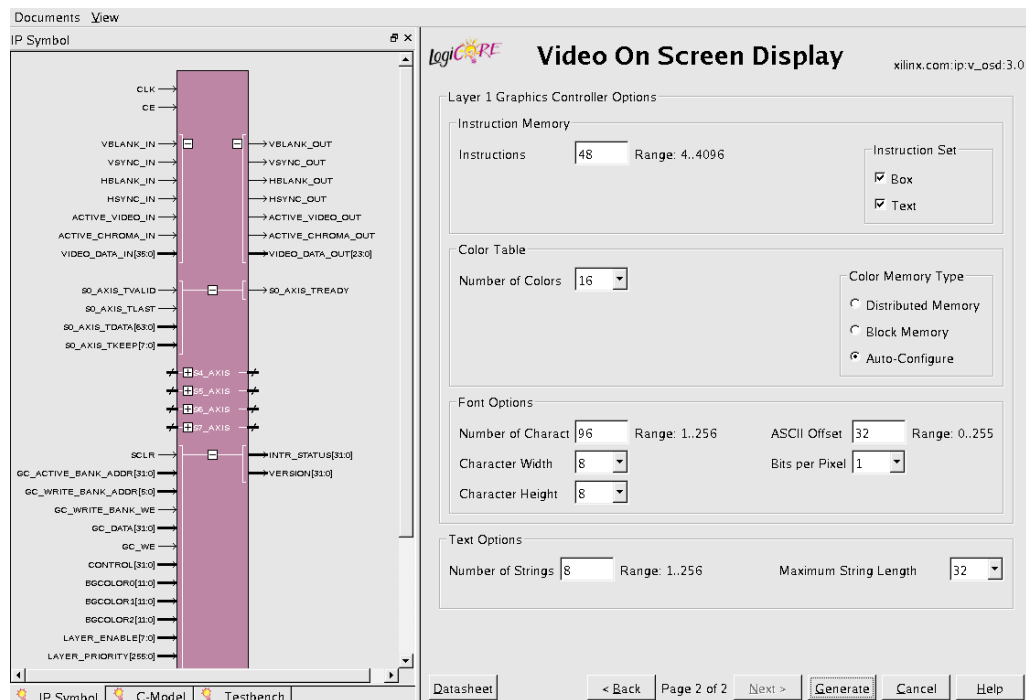 Documents View
IP Symbol
CLK
CE
VBLANK_IN VBLANK_OUT
VSYNC_IN VSYNC_OUT
HBLANK_IN HBLANK_OUT
HSYNC_IN HSYNC_OUT
ACTIVE_VIDEO_IN ACTIVE_VIDEO_OUT
ACTIVE_CHROMA_IN ACTIVE_CHROMA_OUT
VIDEO_DATA_IN[35:0] VIDEO_DATA_OUT[23:0]
S0_AXIS_TVALID S0_AXIS_TREADY
S0_AXIS_TLAST
S0_AXIS_TDATA[63:0]
S0_AXIS_TKEEP[7:0]
S4_AXIS
S5_AXIS
S6_AXIS
S7_AXIS
SCLR INTR_STATUS[31:0]
GC_ACTIVE_BANK_ADDR[31:0] VERSION[31:0]
GC_WRITE_BANK_ADDR[5:0]
GC_WRITE_BANK_WE
GC_DATA[31:0]
GC_WE
CONTROL[31:0]
BGCOLOR0[11:0]
BGCOLOR1[11:0]
BGCOLOR2[11:0]
LAYER_ENABLE[7:0]
LAYER_PRIORITY[255:0]
IP Symbol C-Model Testbench
LogiCORE Video On Screen Display xilinx.com:ip:v_osd:3.0
Layer 1 Graphics Controller Options
Instruction Memory
Instructions 48 Range: 4..4096
Instruction Set
Box
Text
Color Table
Number of Colors 16
Color Memory Type
Distributed Memory
Block Memory
Auto-Configure
Font Options
Number of Charact 96 Range: 1..256 ASCII Offset 32 Range: 0..255
Character Width 8 Bits per Pixel 1
Character Height 8
Text Options
Number of Strings 8 Range: 1..256 Maximum String Length 32
Datasheet < Back Page 2 of 2 Next > Generate Cancel Help